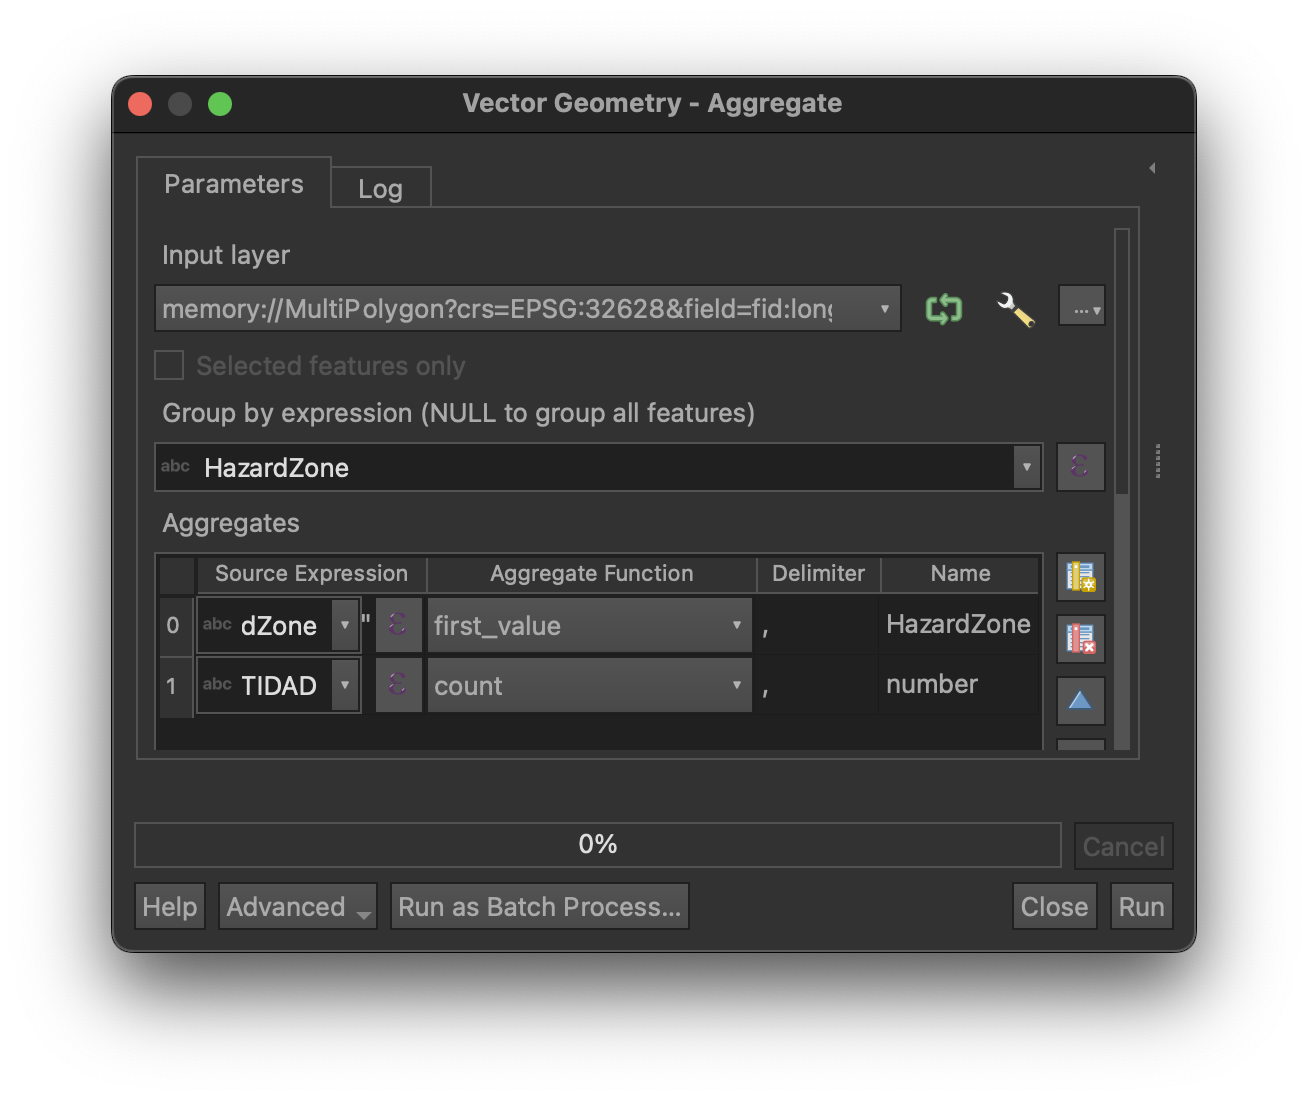 Vector Geometry - Aggregate
Parameters Log
Input layer
memory://MultiPolygon?crs=EPSG:32628&field=fid:long
...
Selected features only
Group by expression (NULL to group all features)
abc HazardZone ε
Aggregates
Source Expression Aggregate Function Delimiter Name
0 abc dZone " ε first_value , HazardZone
1 abc TIDAD ε count , number
0% Cancel
Help Advanced Run as Batch Process... Close Run